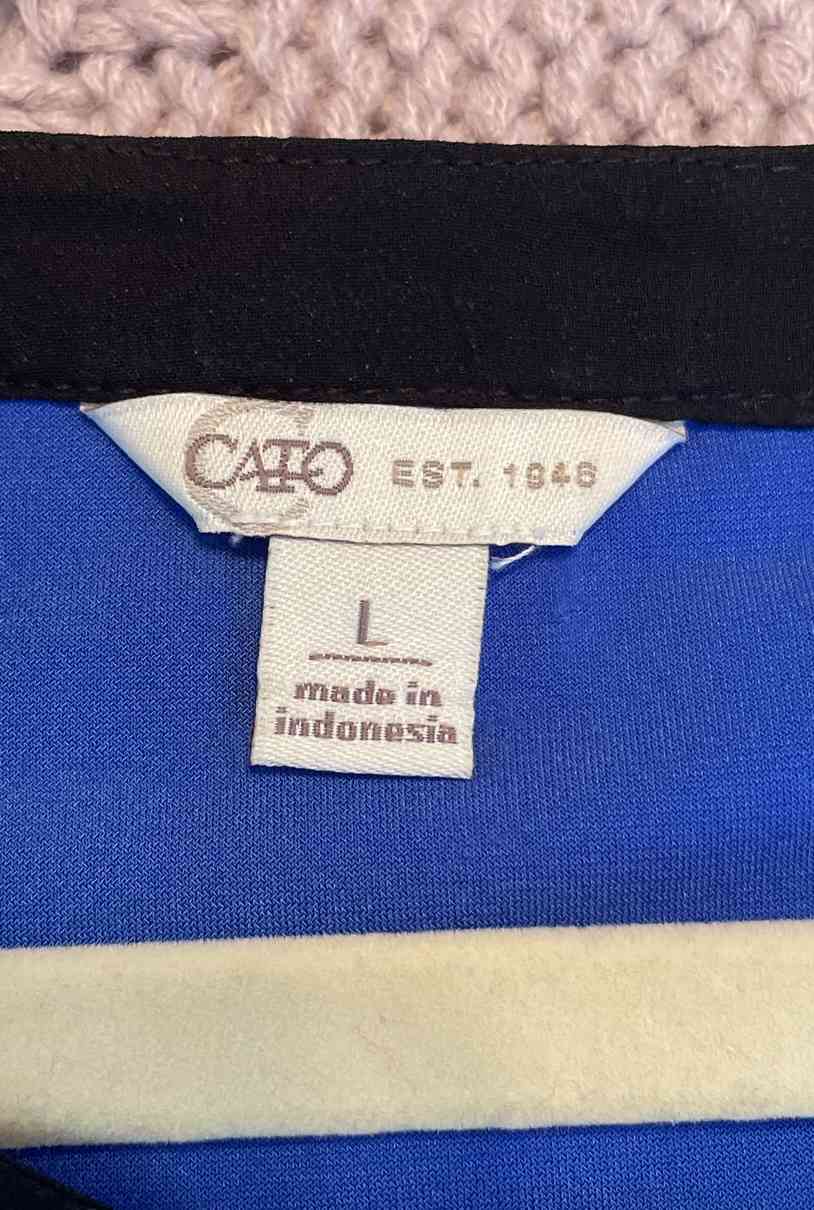 CATO EST. 1946
L
made in
indonesia